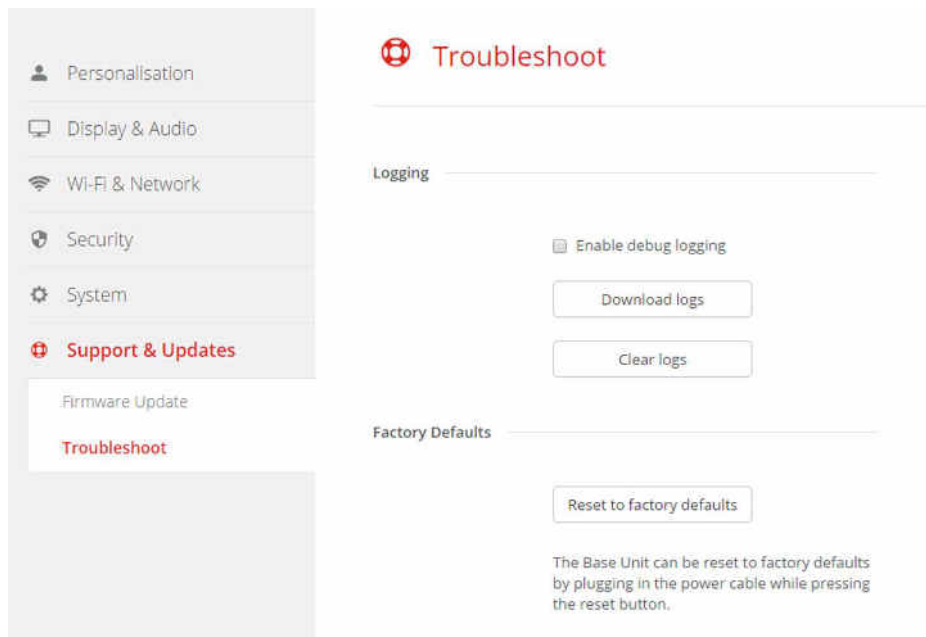 Personalisation
Display & Audio
Wi-Fi & Network
Security
System
Support & Updates
Firmware Update
Troubleshoot
Troubleshoot
Logging
Enable debug logging
Download logs
Clear logs
Factory Defaults
Reset to factory defaults
The Base Unit can be reset to factory defaults
by plugging in the power cable while pressing
the reset button.